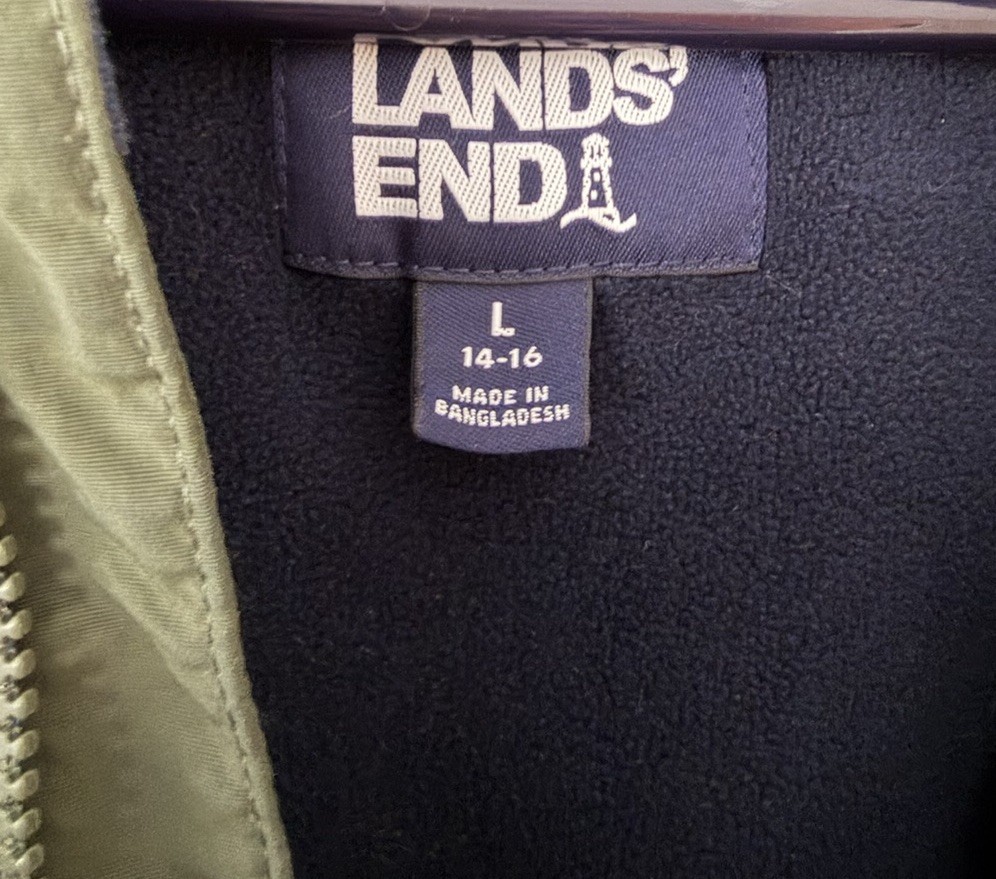 LANDS'
END
L
14-16
MADE IN
BANGLADESH